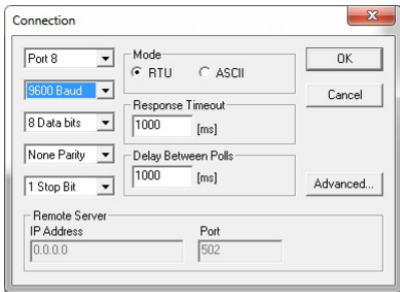 Connection
Port 8
Mode
RTU
ASCII
OK
9600 Baud
Cancel
Response Timeout
8 Data bits
1000
[ms]
None Parity
Delay Between Polls
1000
[ms]
1 Stop Bit
Advanced...
Remote Server
IP Address
Port
0.0.0.0
502